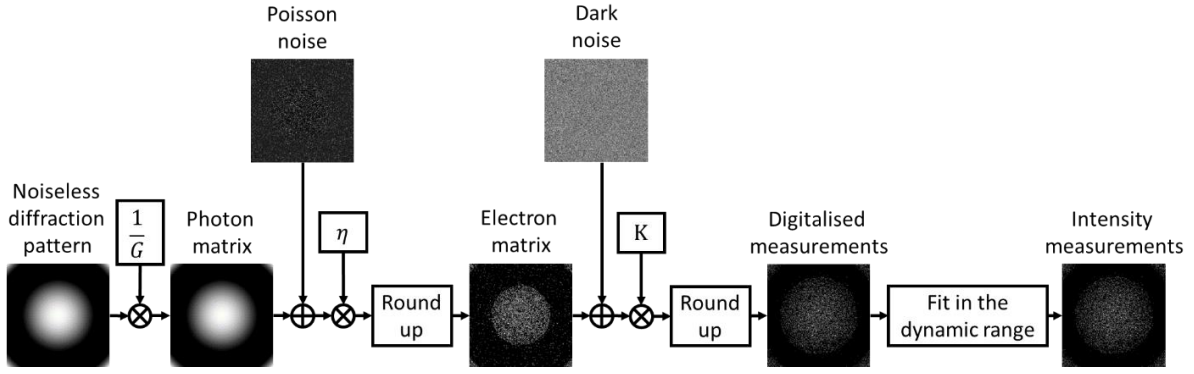 Poisson
noise
Dark
noise
Noiseless
diffraction
pattern
1
G
Photon
matrix
η
Round
up
Electron
matrix
K
Round
up
Digitalised
measurements
Fit in the
dynamic range
Intensity
measurements